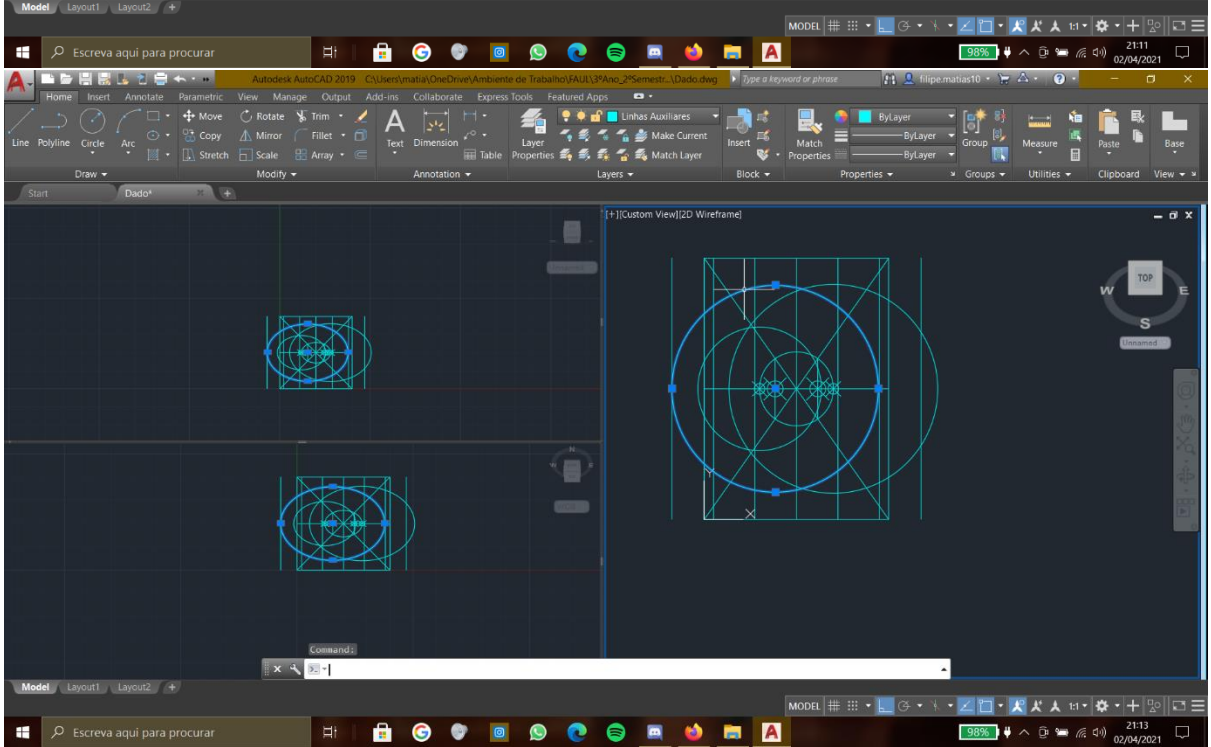 Model Layout1 Layout2 +
MODEL 1:1
Escreva aqui para procurar 98% 21:11
02/04/2021
Autodesk AutoCAD 2019 C:\Users\matia\OneDrive\Ambiente de Trabalho\FAUL\3ºAno_2ºSemestr...\Dado.dwg Type a keyword or phrase filipe.matias10
Home Insert Annotate Parametric View Manage Output Add-ins Collaborate Express Tools Featured Apps
Move Rotate Trim Linhas Auxiliares ByLayer
Copy Mirror Fillet Make Current ByLayer
Line Polyline Circle Arc Stretch Scale Array Text Dimension Table Layer Properties Match Layer Insert Match Properties ByLayer Group Measure Paste Base
Draw Modify Annotation Layers Block Properties Groups Utilities Clipboard View
Start Dado* +
[+][Custom View][2D Wireframe]
TOP
W E
S
Unnamed
N
Y
X
Command:
Model Layout1 Layout2 +
MODEL 1:1
Escreva aqui para procurar 98% 21:13
02/04/2021